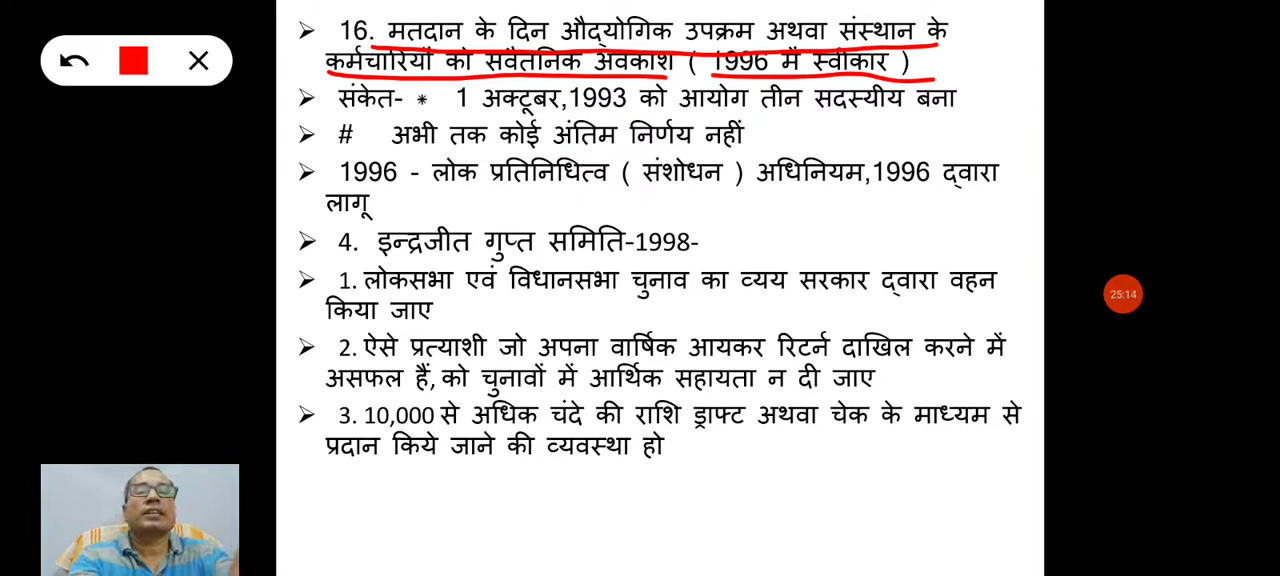 ➢ 16. मतदान के दिन औद्योगिक उपक्रम अथवा संस्थान के
कर्मचारियों को सवैतनिक अवकाश ( 1996 में स्वीकार )
➢ संकेत- * 1 अक्टूबर,1993 को आयोग तीन सदस्यीय बना
➢ # अभी तक कोई अंतिम निर्णय नहीं
➢ 1996 - लोक प्रतिनिधित्व ( संशोधन ) अधिनियम,1996 द्वारा
लागू
➢ 4. इन्द्रजीत गुप्त समिति-1998-
➢ 1. लोकसभा एवं विधानसभा चुनाव का व्यय सरकार द्वारा वहन
किया जाए
➢ 2. ऐसे प्रत्याशी जो अपना वार्षिक आयकर रिटर्न दाखिल करने में
असफल हैं, को चुनावों में आर्थिक सहायता न दी जाए
➢ 3. 10,000 से अधिक चंदे की राशि ड्राफ्ट अथवा चेक के माध्यम से
प्रदान किये जाने की व्यवस्था हो
25:14